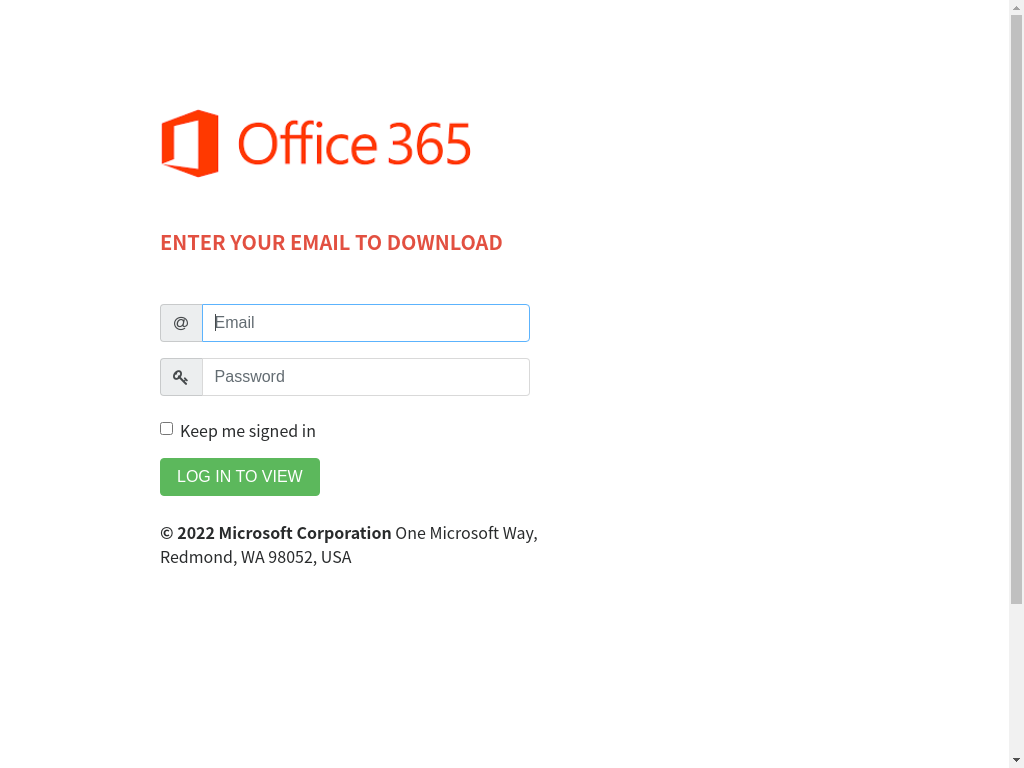 Office 365
ENTER YOUR EMAIL TO DOWNLOAD
@ Email
Password
Keep me signed in
LOG IN TO VIEW
© 2022 Microsoft Corporation One Microsoft Way,
Redmond, WA 98052, USA